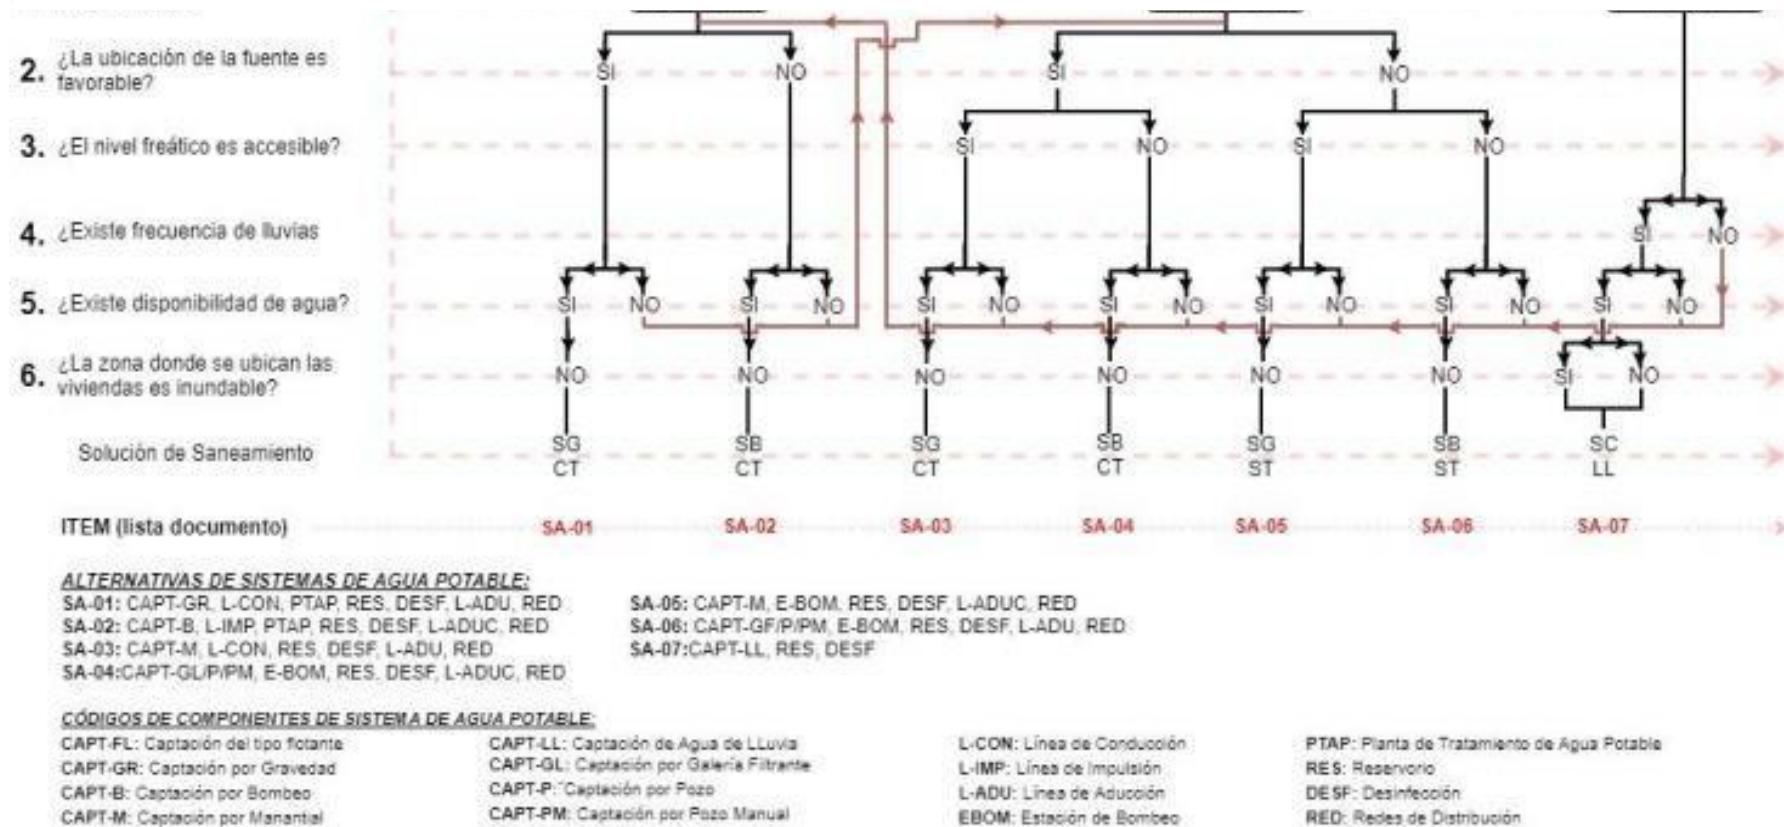 2. ¿La ubicación de la fuente es
favorable?
SI NO SI NO
3. ¿El nivel freático es accesible?
SI NO SI NO
4. ¿Existe frecuencia de lluvias
SI NO
5. ¿Existe disponibilidad de agua?
SI NO SI NO SI NO SI NO SI NO SI NO SI NO
6. ¿La zona donde se ubican las
viviendas es inundable?
NO NO NO NO NO NO SI NO
Solución de Saneamiento
SG SB SG SB SG SB SC
CT CT CT CT ST ST LL
ITEM (lista documento) SA-01 SA-02 SA-03 SA-04 SA-05 SA-06 SA-07
ALTERNATIVAS DE SISTEMAS DE AGUA POTABLE:
SA-01: CAPT-GR, L-CON, PTAP, RES, DESF, L-ADU, RED
SA-02: CAPT-B, L-IMP, PTAP, RES, DESF, L-ADUC, RED
SA-03: CAPT-M, L-CON, RES, DESF, L-ADU, RED
SA-04:CAPT-GL/P/PM, E-BOM, RES, DESF, L-ADUC, RED
SA-05: CAPT-M, E-BOM, RES, DESF, L-ADUC, RED
SA-06: CAPT-GF/P/PM, E-BOM, RES, DESF, L-ADU, RED
SA-07:CAPT-LL, RES, DESF
CÓDIGOS DE COMPONENTES DE SISTEMA DE AGUA POTABLE:
CAPT-FL: Captación del tipo flotante
CAPT-GR: Captación por Gravedad
CAPT-B: Captación por Bombeo
CAPT-M: Captación por Manantial
CAPT-LL: Captación de Agua de LLuvia
CAPT-GL: Captación por Galería Filtrante
CAPT-P: Captación por Pozo
CAPT-PM: Captación por Pozo Manual
L-CON: Línea de Conducción
L-IMP: Línea de Impulsión
L-ADU: Línea de Aducción
EBOM: Estación de Bombeo
PTAP: Planta de Tratamiento de Agua Potable
RES: Reservorio
DESF: Desinfección
RED: Redes de Distribución